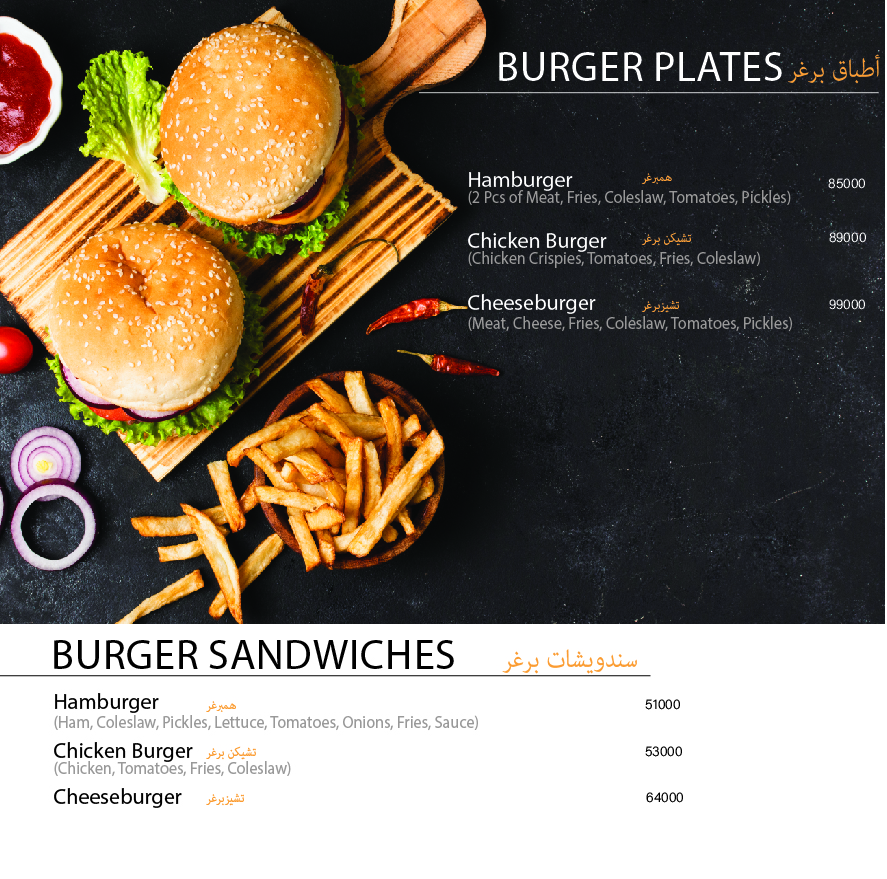 BURGER PLATES أطباق برغر
Hamburger همبرغر 85000
(2 Pcs of Meat, Fries, Coleslaw, Tomatoes, Pickles)
Chicken Burger تشيكن برغر 89000
(Chicken Crispies, Tomatoes, Fries, Coleslaw)
Cheeseburger تشيزبرغر 99000
(Meat, Cheese, Fries, Coleslaw, Tomatoes, Pickles)
BURGER SANDWICHES سندويشات برغر
Hamburger همبرغر 51000
(Ham, Coleslaw, Pickles, Lettuce, Tomatoes, Onions, Fries, Sauce)
Chicken Burger تشيكن برغر 53000
(Chicken, Tomatoes, Fries, Coleslaw)
Cheeseburger تشيزبرغر 64000